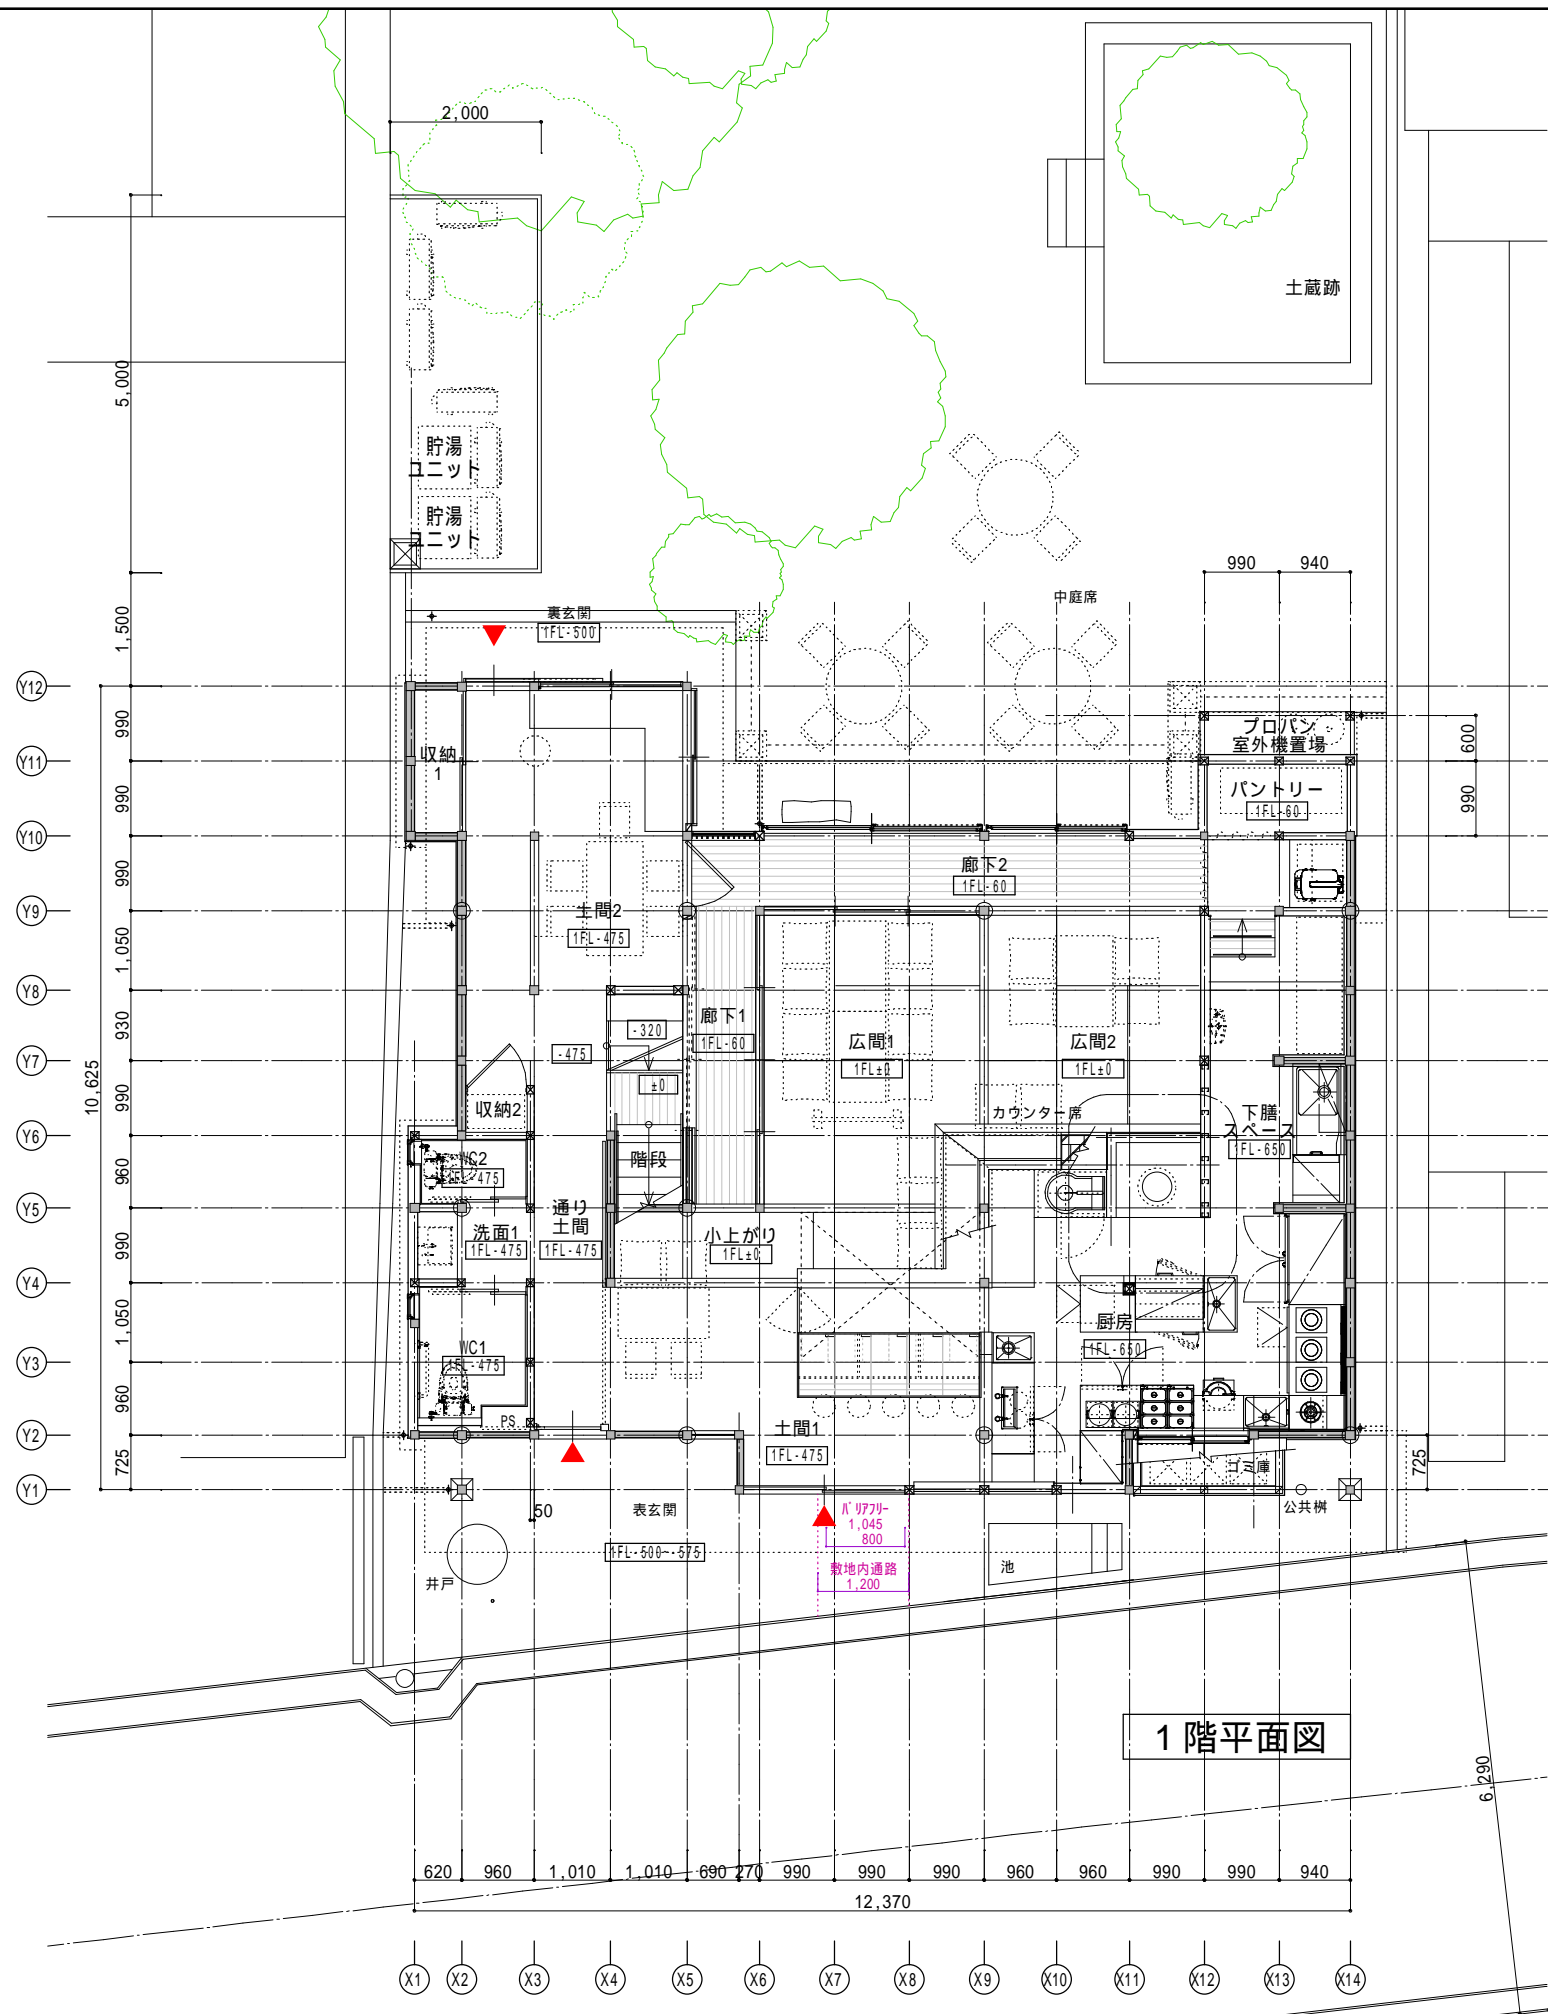 2,000
土蔵跡
5,000
貯湯
ユニット
貯湯
ユニット
990
940
中庭席
1,500
裏玄関
1FL-500
Y12
990
収納
1
プロパン
室外機置場
600
Y11
990
パントリー
1FL-60
990
Y10
990
廊下2
1FL-60
Y9
土間2
1FL-475
1,050
Y8
930
-320
廊下1
1FL-60
-475
広間1
1FL±0
広間2
1FL±0
Y7
10,625
990
±0
収納2
カウンター席
下膳
スペース
1FL-650
Y6
960
WC2
1FL-475
階段
Y5
990
洗面1
1FL-475
通り
土間
1FL-475
小上がり
1FL±0
Y4
1,050
厨房
1FL-650
Y3
WC1
1FL-475
960
PS
土間1
1FL-475
Y2
725
ゴミ庫
725
Y1
50
表玄関
バリアフリー
1,045
800
公共桝
1FL-500~-575
井戸
敷地内通路
1,200
池
1階平面図
6,290
620
960
1,010
1,010
690
270
990
990
990
960
960
990
990
940
12,370
X1
X2
X3
X4
X5
X6
X7
X8
X9
X10
X11
X12
X13
X14